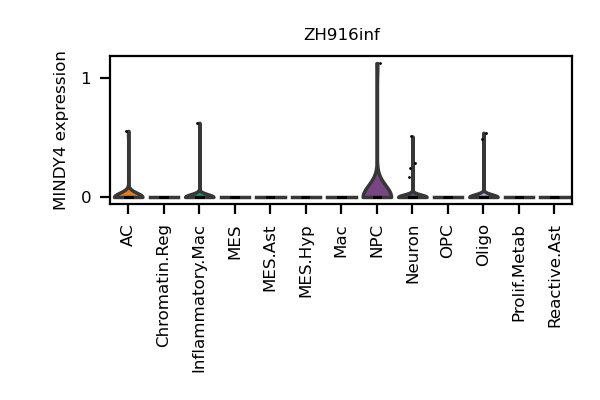 ZH916inf
MINDY4 expression
1
0
AC
Chromatin.Reg
Inflammatory.Mac
MES
MES.Ast
MES.Hyp
Mac
NPC
Neuron
OPC
Oligo
Prolif.Metab
Reactive.Ast